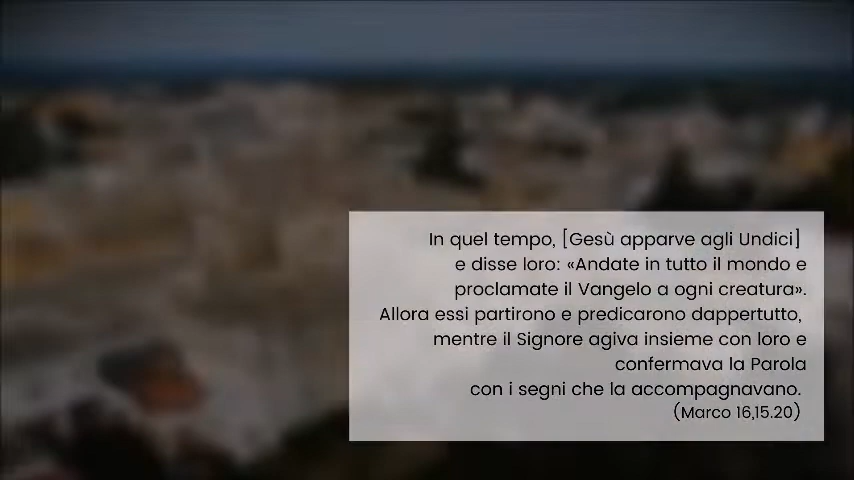 In quel tempo, [Gesù apparve agli Undici]
e disse loro: «Andate in tutto il mondo e
proclamate il Vangelo a ogni creatura».
Allora essi partirono e predicarono dappertutto,
mentre il Signore agiva insieme con loro e
confermava la Parola
con i segni che la accompagnavano.
(Marco 16,15.20)